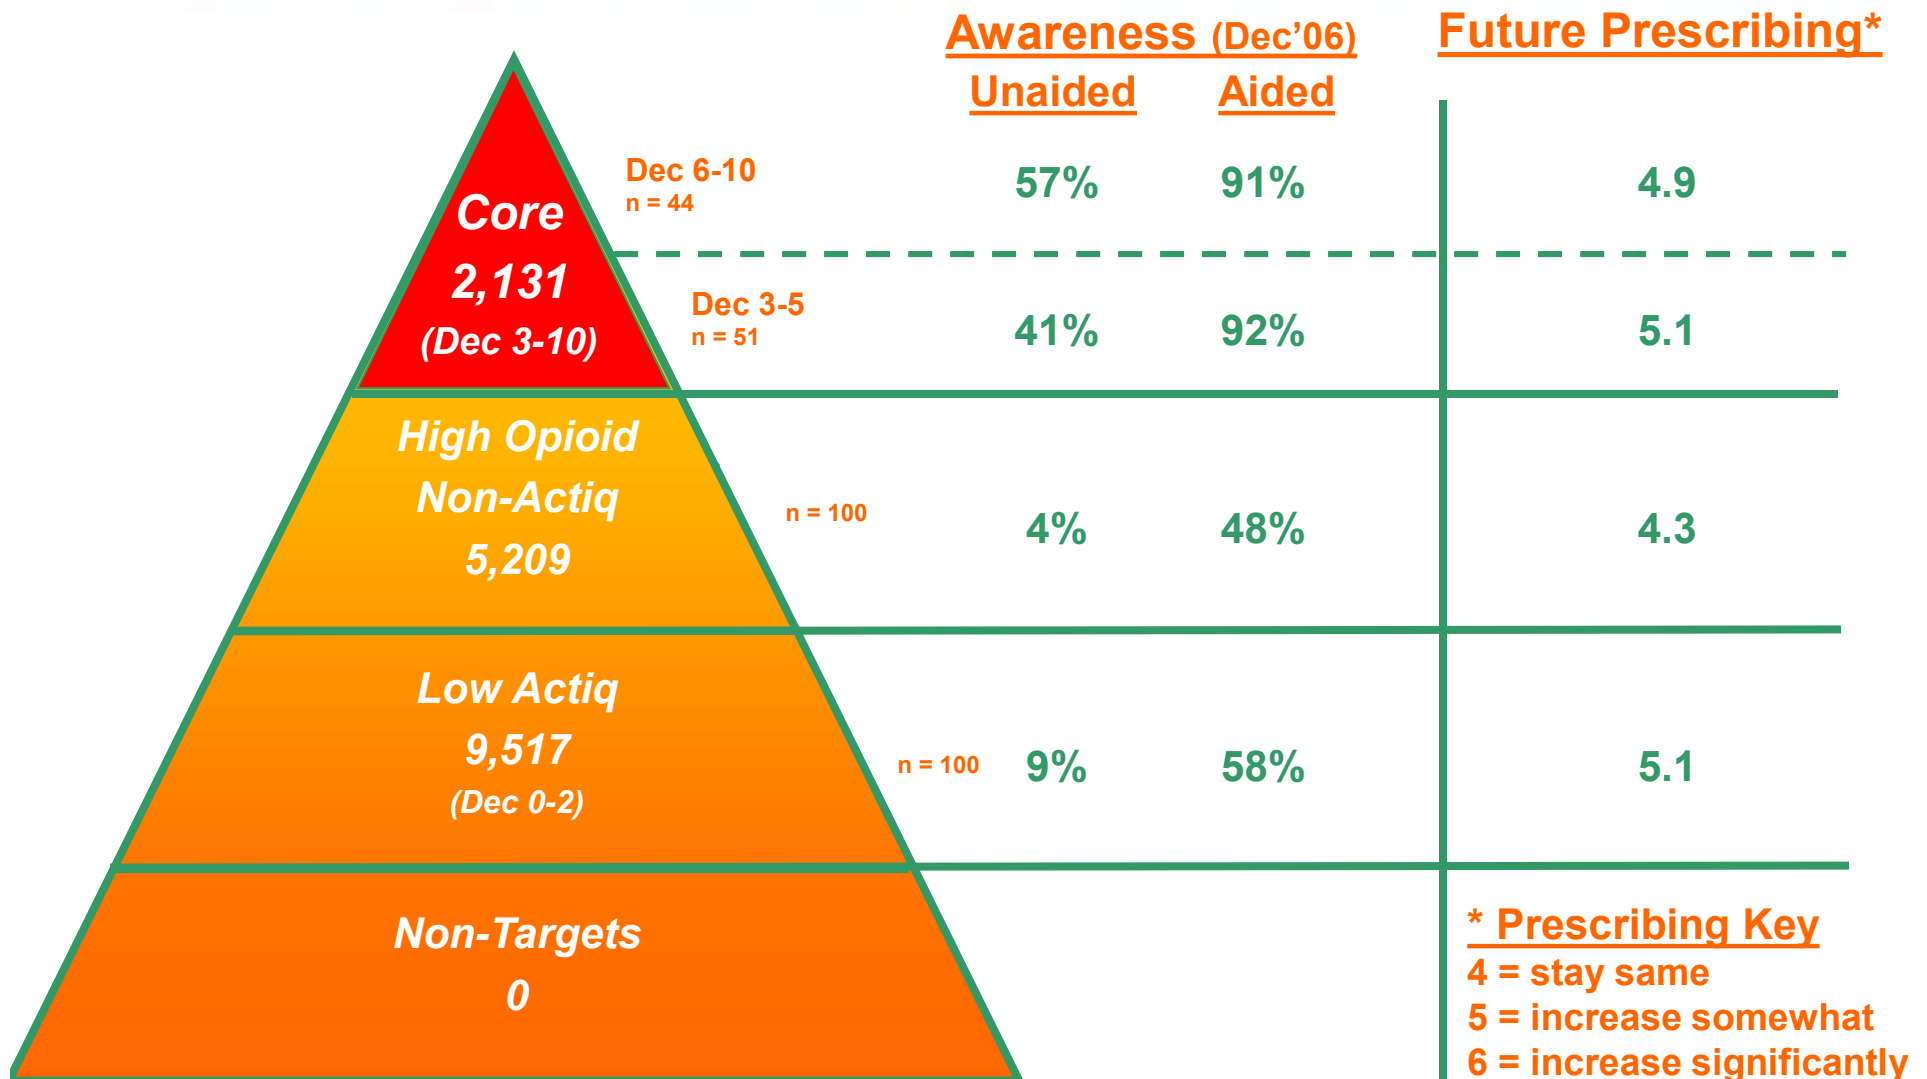 Awareness (Dec’06)
Future Prescribing*
Unaided Aided
Dec 6-10
n = 44
57% 91% 4.9
Core
2,131
(Dec 3-10)
Dec 3-5
n = 51
41% 92% 5.1
High Opioid
Non-Actiq
5,209
n = 100
4% 48% 4.3
Low Actiq
9,517
(Dec 0-2)
n = 100
9% 58% 5.1
Non-Targets
0
* Prescribing Key
4 = stay same
5 = increase somewhat
6 = increase significantly